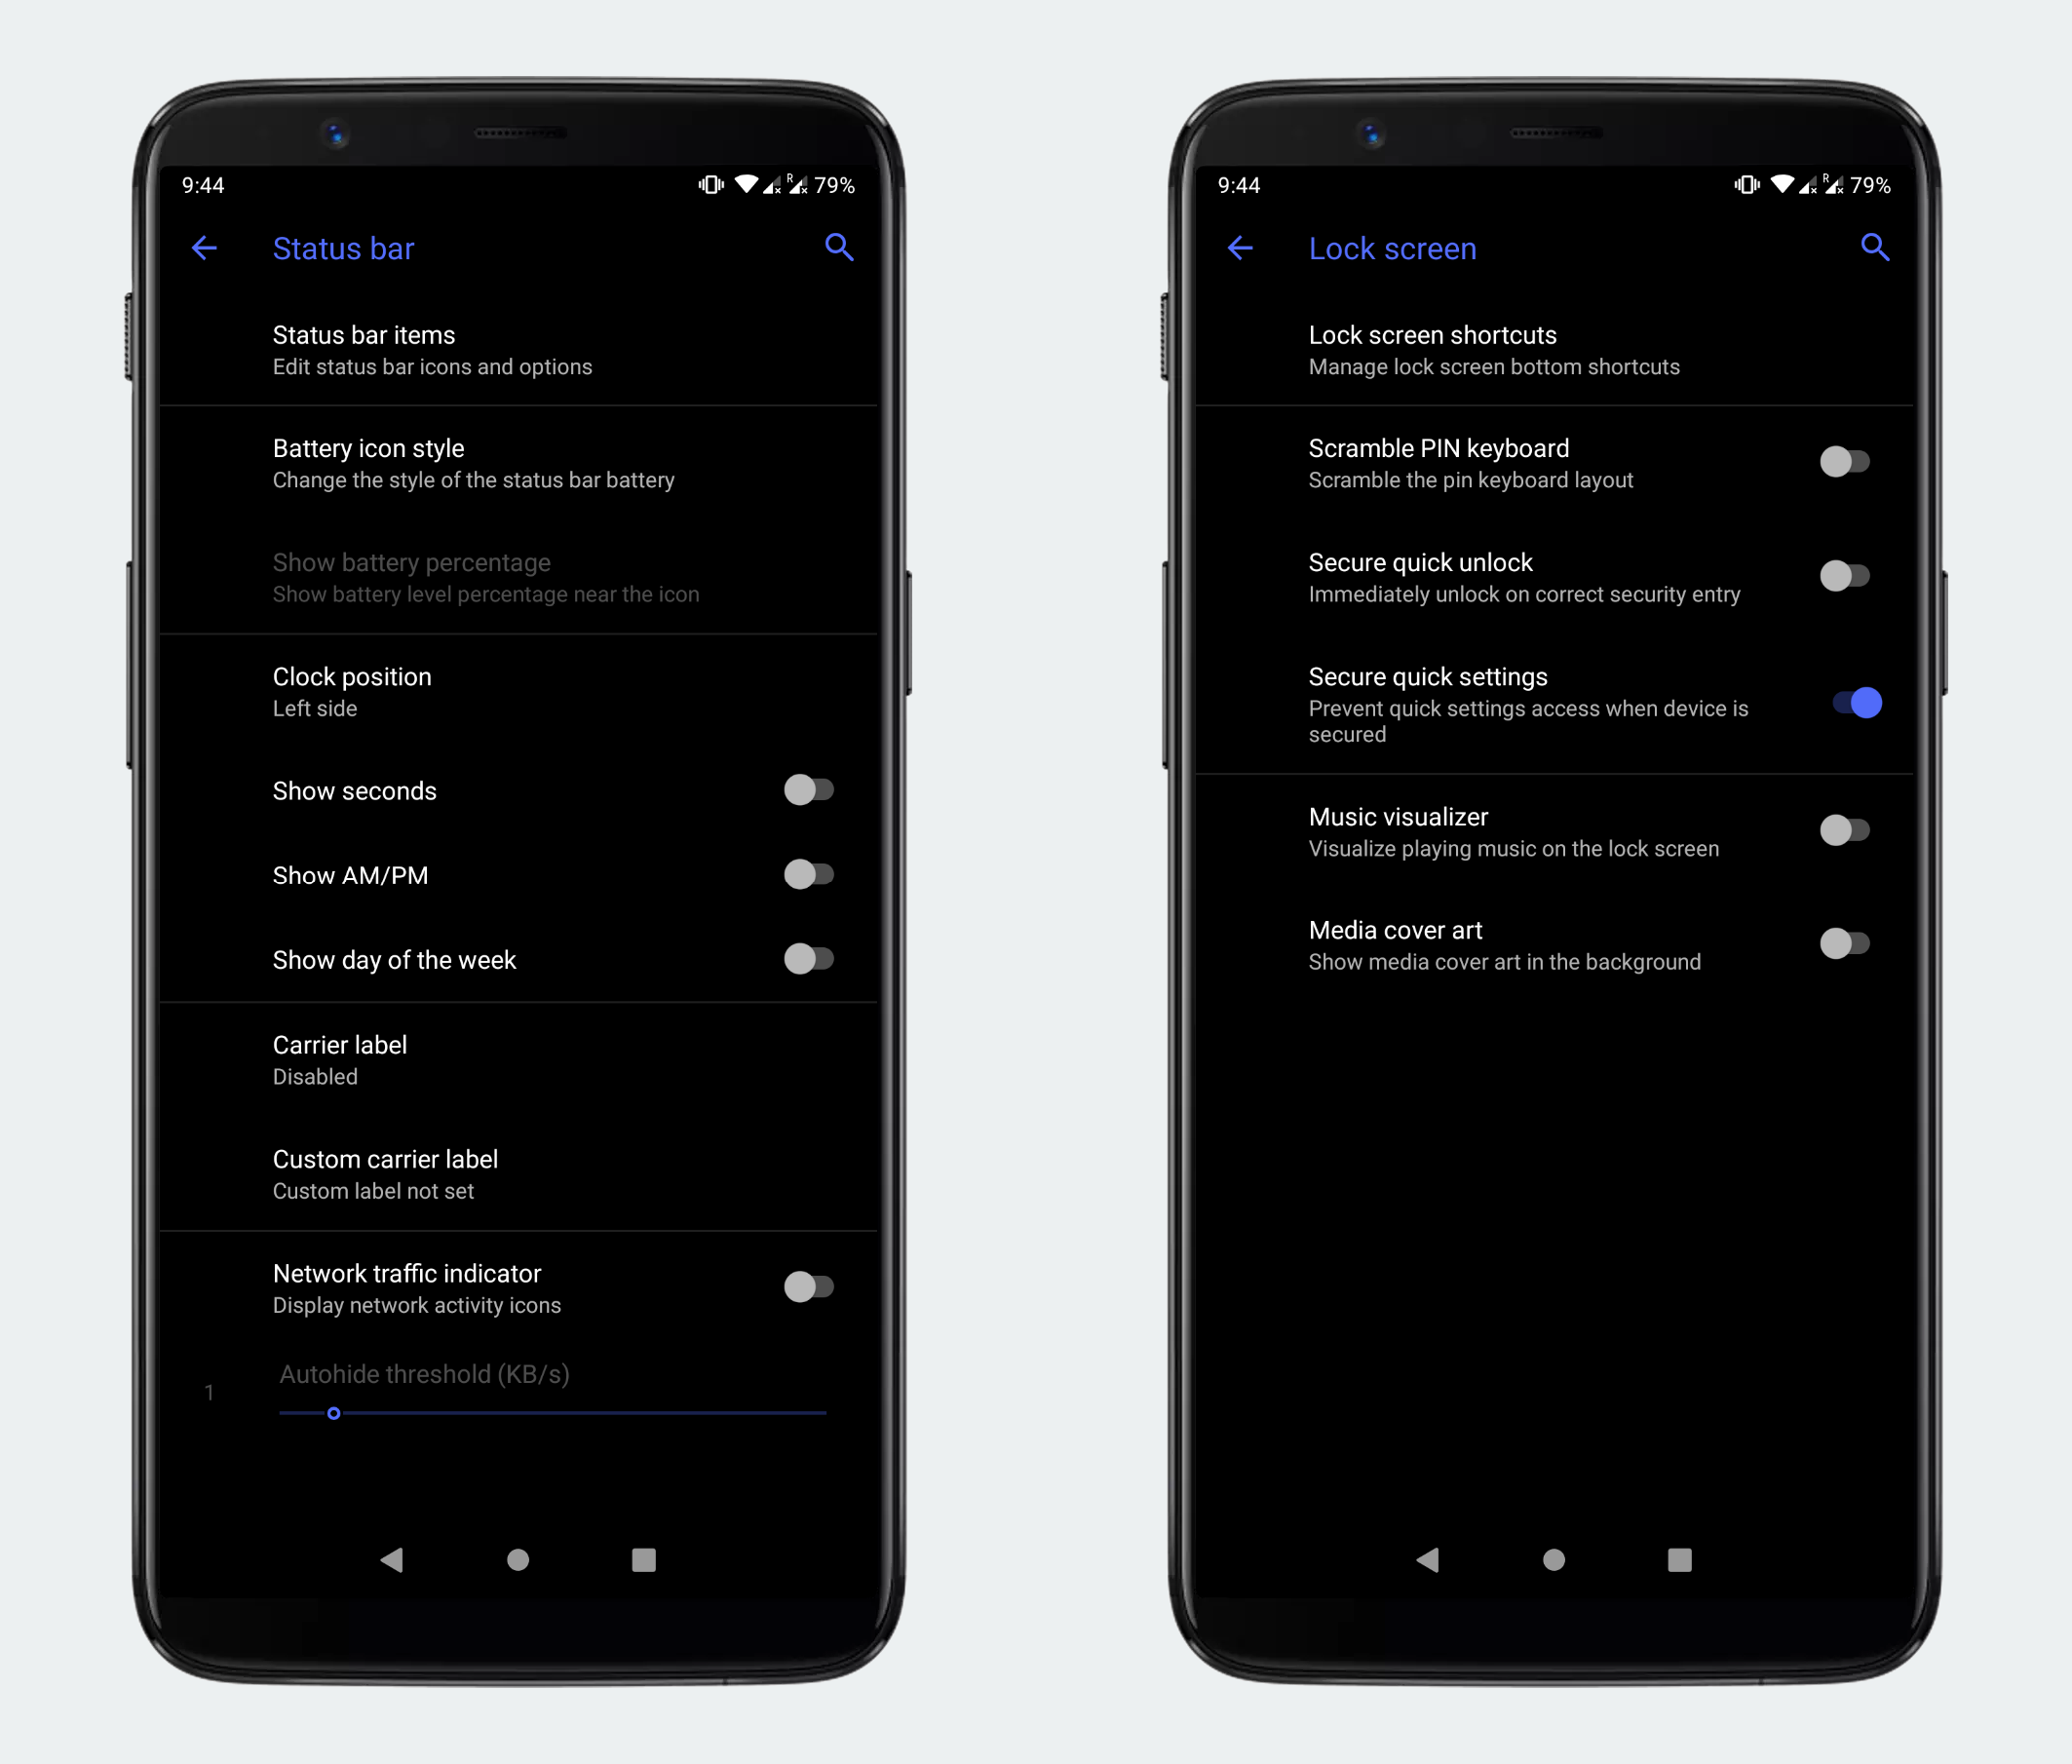 9:44
R
79%
Status bar
Status bar items
Edit status bar icons and options
Battery icon style
Change the style of the status bar battery
Show battery percentage
Show battery level percentage near the icon
Clock position
Left side
Show seconds
Show AM/PM
Show day of the week
Carrier label
Disabled
Custom carrier label
Custom label not set
Network traffic indicator
Display network activity icons
Autohide threshold (KB/s)
1
9:44
R
79%
Lock screen
Lock screen shortcuts
Manage lock screen bottom shortcuts
Scramble PIN keyboard
Scramble the pin keyboard layout
Secure quick unlock
Immediately unlock on correct security entry
Secure quick settings
Prevent quick settings access when device is
secured
Music visualizer
Visualize playing music on the lock screen
Media cover art
Show media cover art in the background